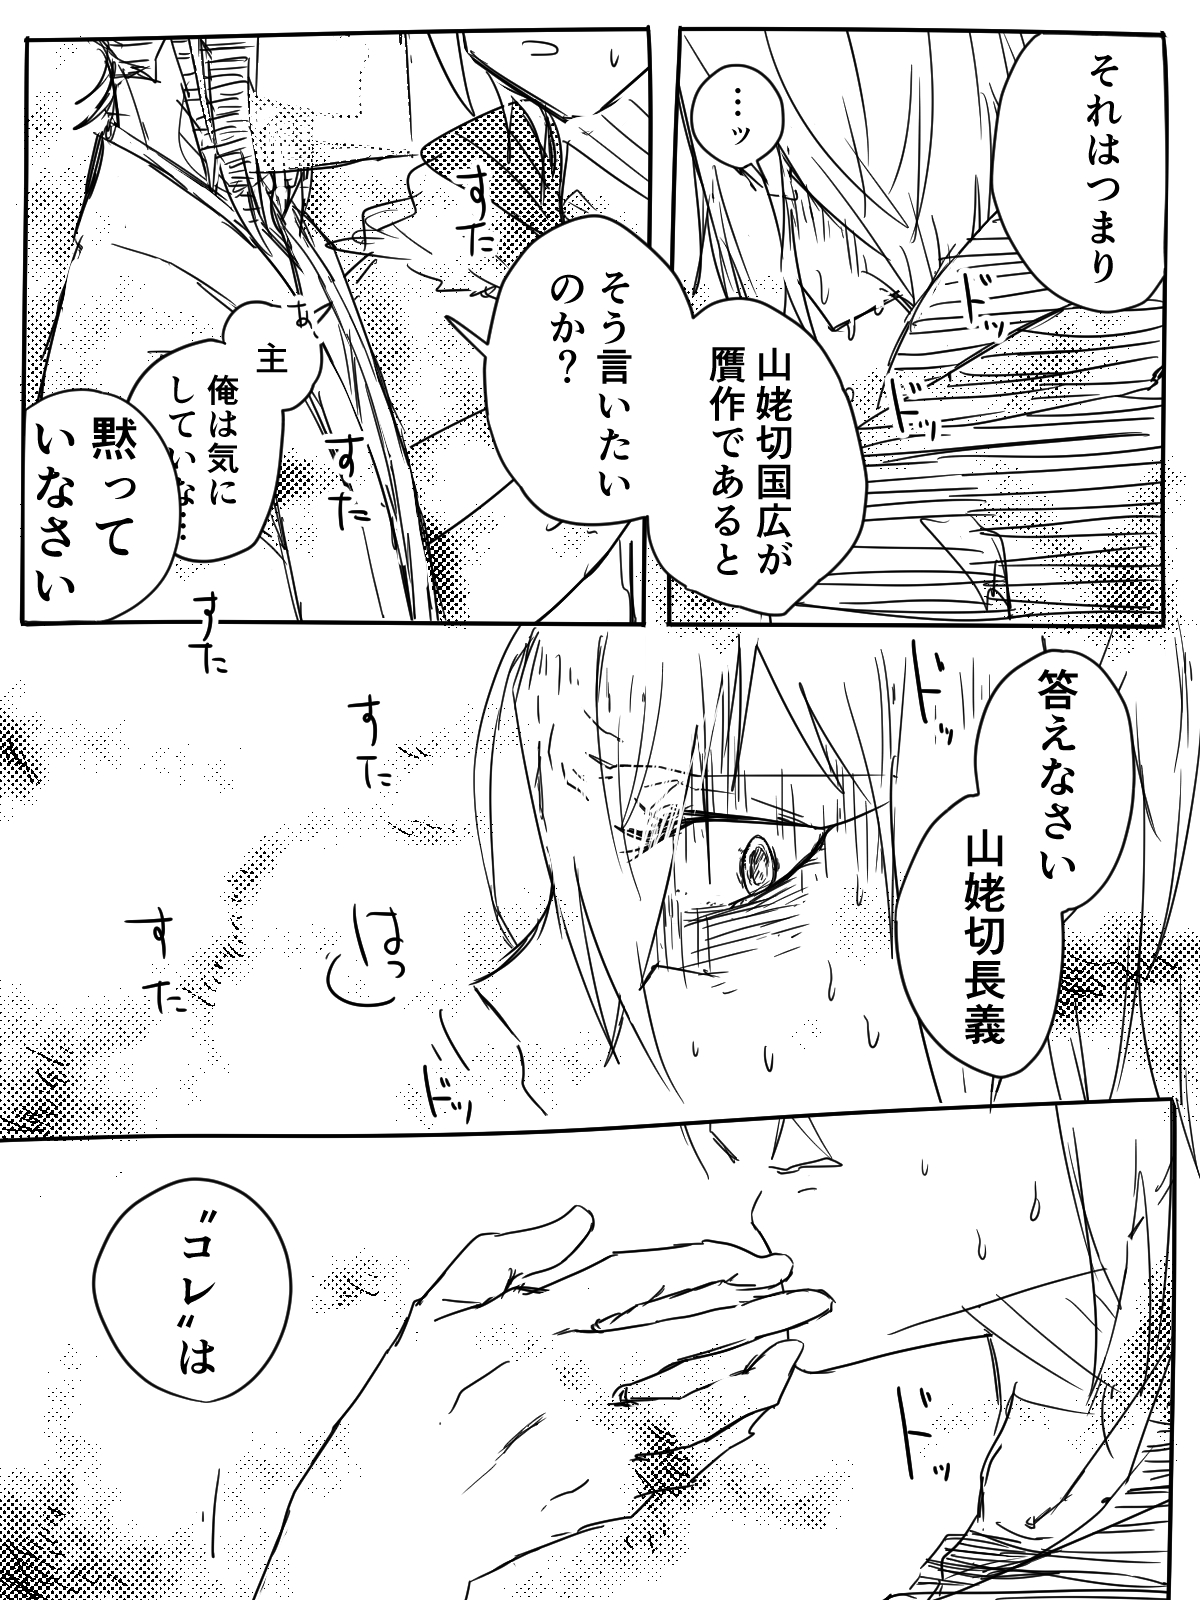 それはつまり
…ッ
ドッ
ドッ
山姥切国広が
贋作であると
そう言いたい
のか？
すた
すた
あ、
主
俺は気に
していな…
黙って
いなさい
すた
答えなさい
山姥切長義
ドッ
すた
はっ
すた
すた
ドッ
〝コレ〟は
ドッ